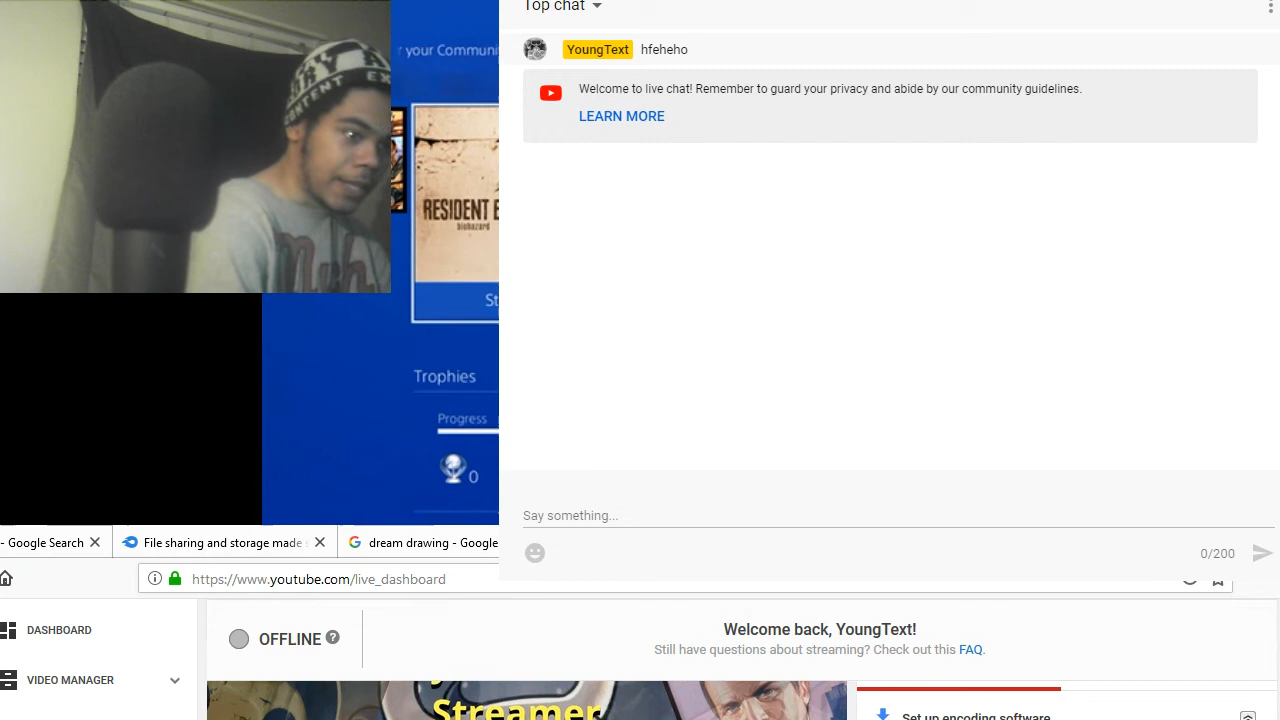 Top chat
YoungText hfeheho
Welcome to live chat! Remember to guard your privacy and abide by our community guidelines.
LEARN MORE
your Communi
RESIDENT E
biohazard
St
Trophies
Progress
0
Say something...
0/200
- Google Search
File sharing and storage made
dream drawing - Google
https://www.youtube.com/live_dashboard
DASHBOARD
VIDEO MANAGER
OFFLINE ?
Welcome back, YoungText!
Still have questions about streaming? Check out this FAQ.
Streamer
Set up encoding software